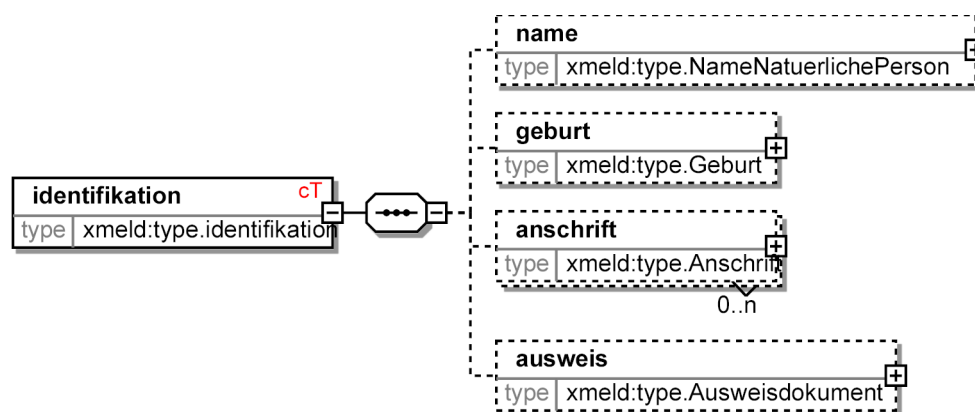 name
type xmeld:type.NameNatuerlichePerson
geburt
type xmeld:type.Geburt
identifikation cT
type xmeld:type.identifikation
anschrift
type xmeld:type.Anschrift
0..n
ausweis
type xmeld:type.Ausweisdokument